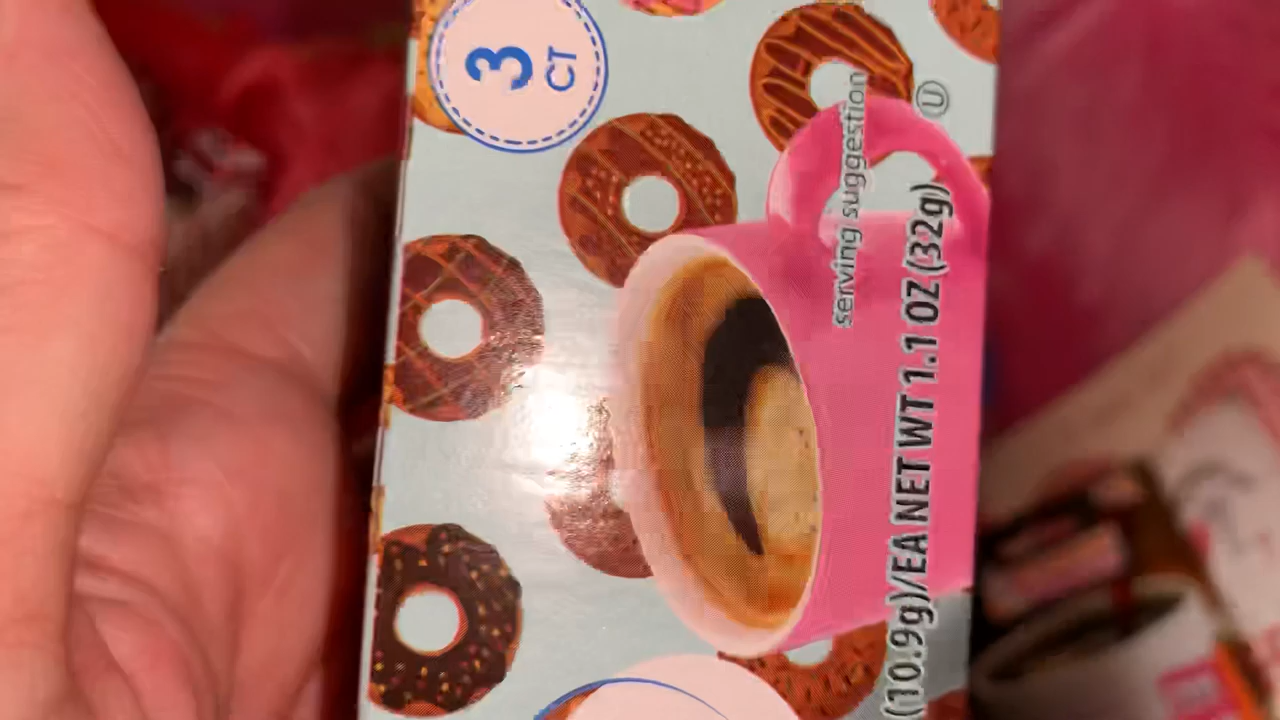 3
CT
serving suggestion
(10.9g)/EA NET WT 1.1 OZ (32g)
U